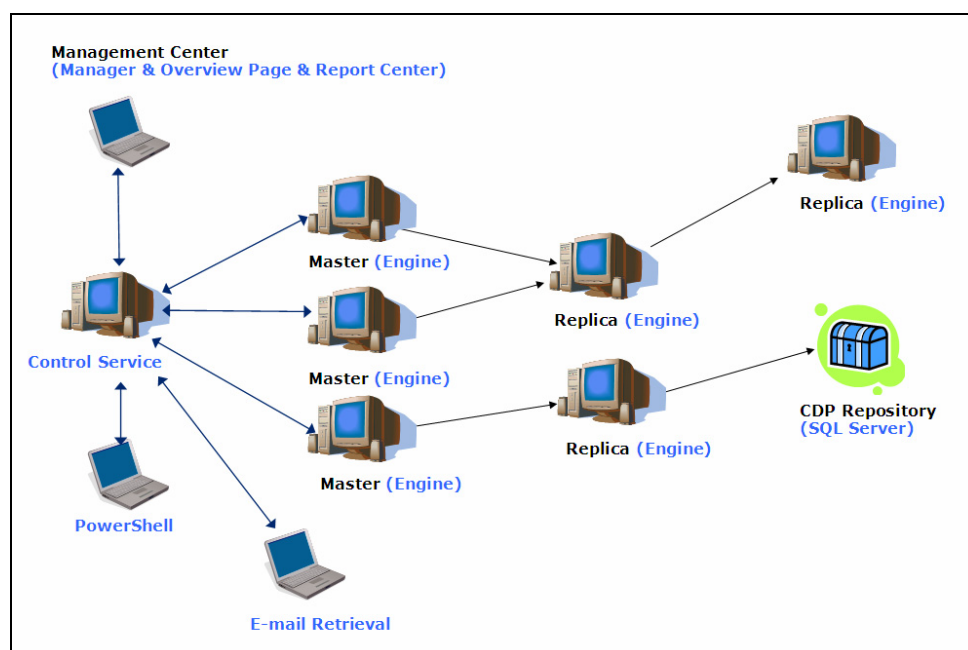 Management Center
(Manager & Overview Page & Report Center)
Replica (Engine)
Master (Engine)
Replica (Engine)
Control Service
Master (Engine)
CDP Repository
(SQL Server)
Replica (Engine)
Master (Engine)
PowerShell
E-mail Retrieval